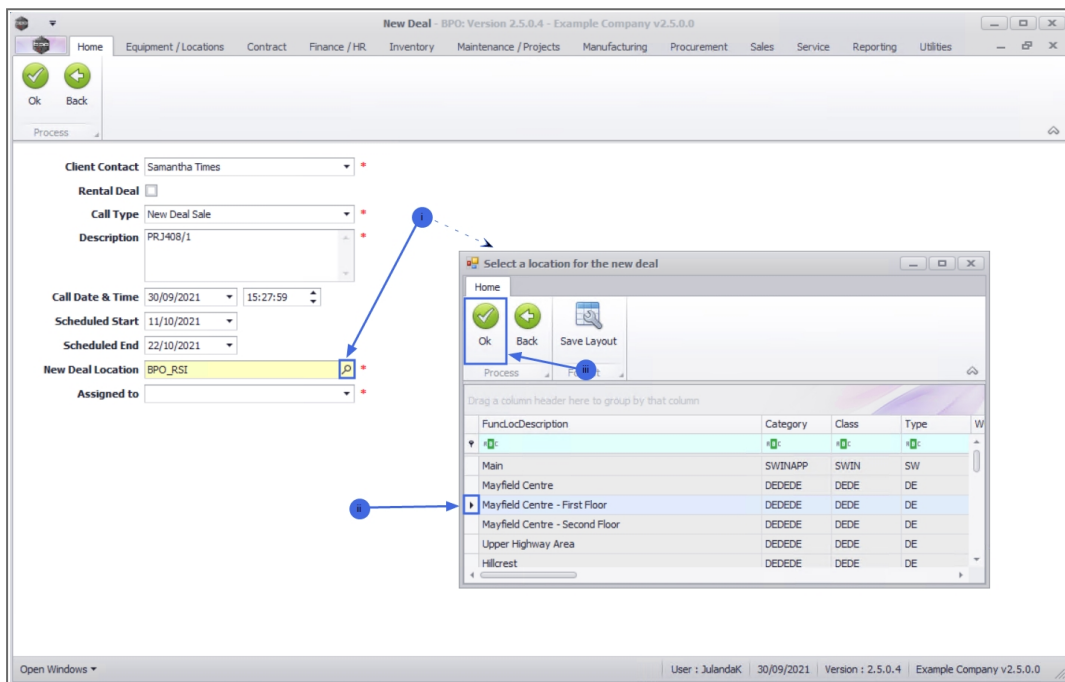 New Deal - BPO: Version 2.5.0.4 - Example Company v2.5.0.0
Home Equipment / Locations Contract Finance / HR Inventory Maintenance / Projects Manufacturing Procurement Sales Service Reporting Utilities
Ok Back
Process
Client Contact Samantha Times *
Rental Deal
Call Type New Deal Sale *
Description PRJ408/1 *
Call Date & Time 30/09/2021 15:27:59
Scheduled Start 11/10/2021
Scheduled End 22/10/2021
New Deal Location BPO_RSI *
Assigned to *
i
Select a location for the new deal
Home
Ok Back Save Layout
iii
Process
Drag a column header here to group by that column
FuncLocDescription Category Class Type W
Main SWINAPP SWIN SW
Mayfield Centre DEDEDE DEDE DE
ii
Mayfield Centre - First Floor DEDEDE DEDE DE
Mayfield Centre - Second Floor DEDEDE DEDE DE
Upper Highway Area DEDEDE DEDE DE
Hillcrest DEDEDE DEDE DE
Open Windows User : JulandaK 30/09/2021 Version : 2.5.0.4 Example Company v2.5.0.0